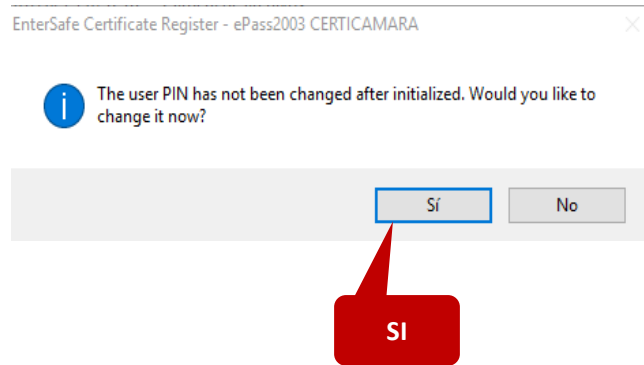 EnterSafe Certificate Register - ePass2003 CERTICAMARA
The user PIN has not been changed after initialized. Would you like to
change it now?
Sí
No
SI